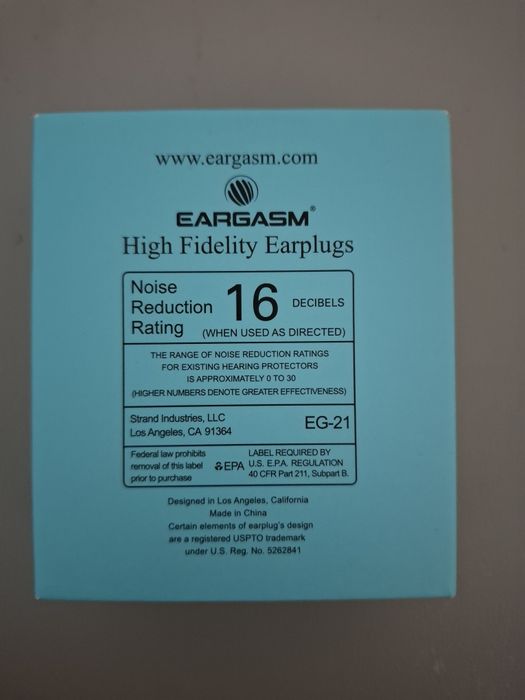 www.eargasm.com
EARGASM®
High Fidelity Earplugs
Noise
Reduction
Rating
16 DECIBELS
(WHEN USED AS DIRECTED)
THE RANGE OF NOISE REDUCTION RATINGS
FOR EXISTING HEARING PROTECTORS
IS APPROXIMATELY 0 TO 30
(HIGHER NUMBERS DENOTE GREATER EFFECTIVENESS)
Strand Industries, LLC
Los Angeles, CA 91364
EG-21
Federal law prohibits
removal of this label
prior to purchase
EPA
LABEL REQUIRED BY
U.S. E.P.A. REGULATION
40 CFR Part 211, Subpart B.
Designed in Los Angeles, California
Made in China
Certain elements of earplug's design
are a registered USPTO trademark
under U.S. Reg. No. 5262841